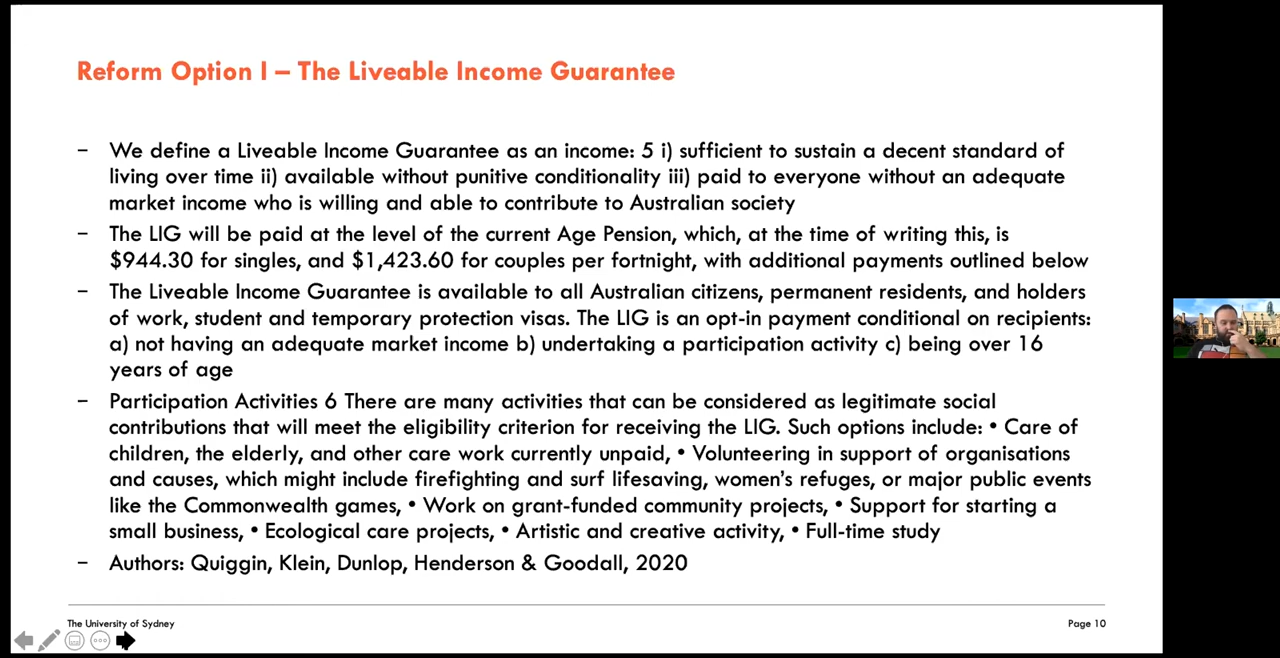 Reform Option I – The Liveable Income Guarantee
– We define a Liveable Income Guarantee as an income: 5 i) sufficient to sustain a decent standard of
living over time ii) available without punitive conditionality iii) paid to everyone without an adequate
market income who is willing and able to contribute to Australian society
– The LIG will be paid at the level of the current Age Pension, which, at the time of writing this, is
$944.30 for singles, and $1,423.60 for couples per fortnight, with additional payments outlined below
– The Liveable Income Guarantee is available to all Australian citizens, permanent residents, and holders
of work, student and temporary protection visas. The LIG is an opt-in payment conditional on recipients:
a) not having an adequate market income b) undertaking a participation activity c) being over 16
years of age
– Participation Activities 6 There are many activities that can be considered as legitimate social
contributions that will meet the eligibility criterion for receiving the LIG. Such options include: • Care of
children, the elderly, and other care work currently unpaid, • Volunteering in support of organisations
and causes, which might include firefighting and surf lifesaving, women's refuges, or major public events
like the Commonwealth games, • Work on grant-funded community projects, • Support for starting a
small business, • Ecological care projects, • Artistic and creative activity, • Full-time study
– Authors: Quiggin, Klein, Dunlop, Henderson & Goodall, 2020
The University of Sydney
Page 10